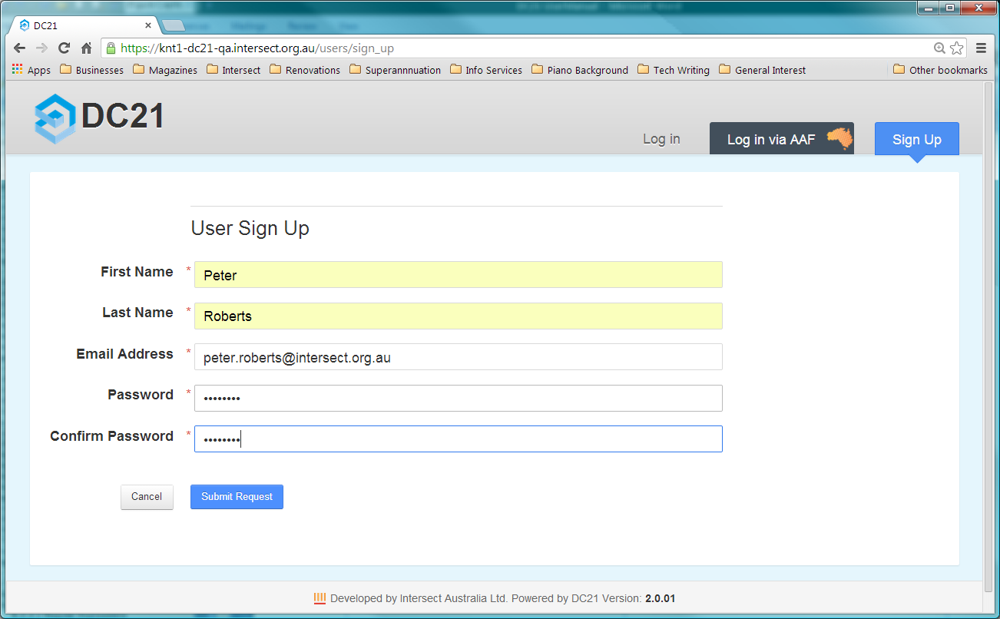 DC21
https://knt1-dc21-qa.intersect.org.au/users/sign_up
Apps Businesses Magazines Intersect Renovations Superannnuation Info Services Piano Background Tech Writing General Interest Other bookmarks
DC21
Log in Log in via AAF Sign Up
User Sign Up
First Name * Peter
Last Name * Roberts
Email Address * peter.roberts@intersect.org.au
Password * ••••••••
Confirm Password * ••••••••
Cancel Submit Request
Developed by Intersect Australia Ltd. Powered by DC21 Version: 2.0.01